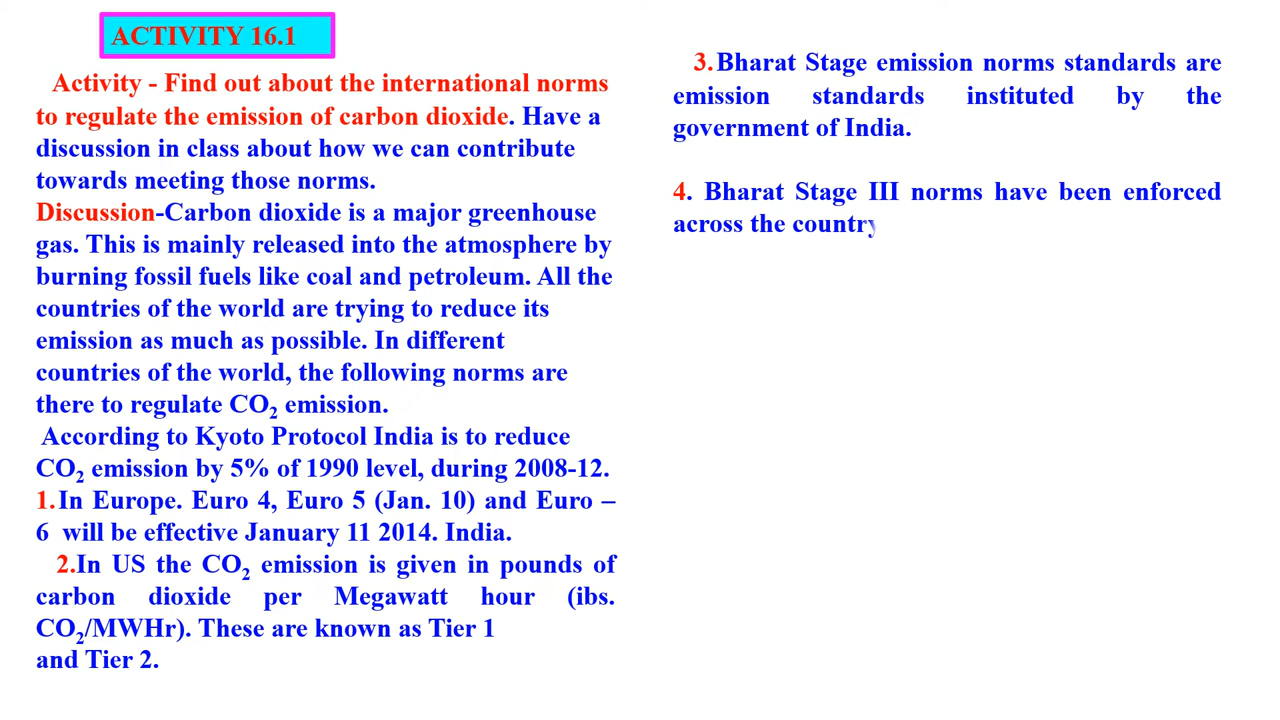 ACTIVITY 16.1
Activity - Find out about the international norms
to regulate the emission of carbon dioxide. Have a
discussion in class about how we can contribute
towards meeting those norms.
Discussion-Carbon dioxide is a major greenhouse
gas. This is mainly released into the atmosphere by
burning fossil fuels like coal and petroleum. All the
countries of the world are trying to reduce its
emission as much as possible. In different
countries of the world, the following norms are
there to regulate CO₂ emission.
According to Kyoto Protocol India is to reduce
CO₂ emission by 5% of 1990 level, during 2008-12.
1.In Europe. Euro 4, Euro 5 (Jan. 10) and Euro –
6 will be effective January 11 2014. India.
2.In US the CO₂ emission is given in pounds of
carbon dioxide per Megawatt hour (ibs.
CO₂/MWHr). These are known as Tier 1
and Tier 2.
3.Bharat Stage emission norms standards are
emission standards instituted by the
government of India.
4. Bharat Stage III norms have been enforced
across the country